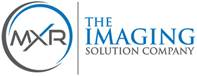 MXR
THE
IMAGING
SOLUTION COMPANY